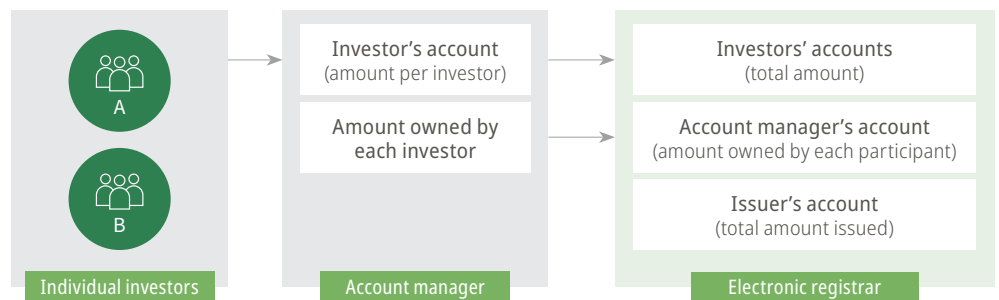 A
B
Individual investors
Investor’s account
(amount per investor)
Amount owned by
each investor
Account manager
Investors’ accounts
(total amount)
Account manager’s account
(amount owned by each participant)
Issuer’s account
(total amount issued)
Electronic registrar